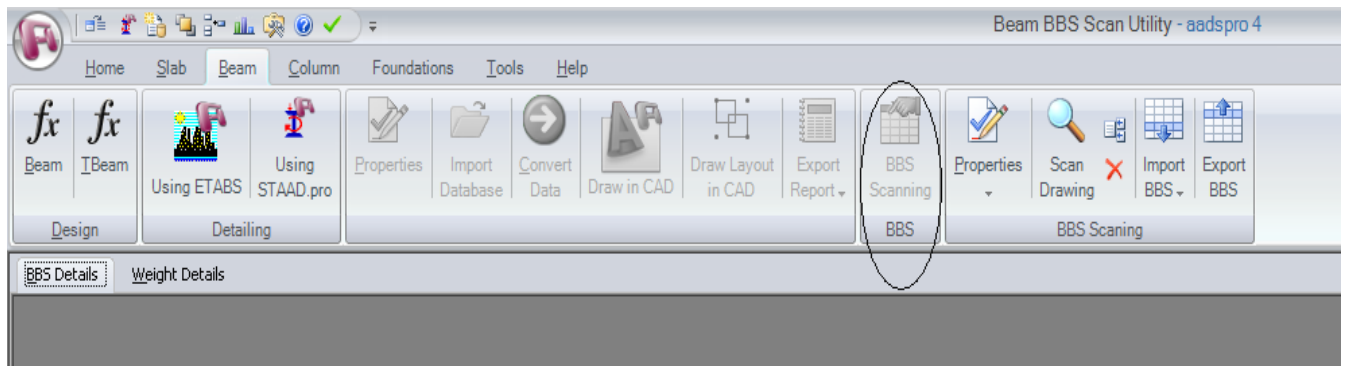 Beam BBS Scan Utility - aadspro 4
Home Slab Beam Column Foundations Tools Help
fx fx
Beam TBeam
Using ETABS
Using
STAAD.pro
Properties
Import
Database
Convert
Data
Draw in CAD
Draw Layout
in CAD
Export
Report
BBS
Scanning
Properties
Scan
Drawing
Import
BBS
Export
BBS
Design Detailing BBS BBS Scaning
BBS Details Weight Details